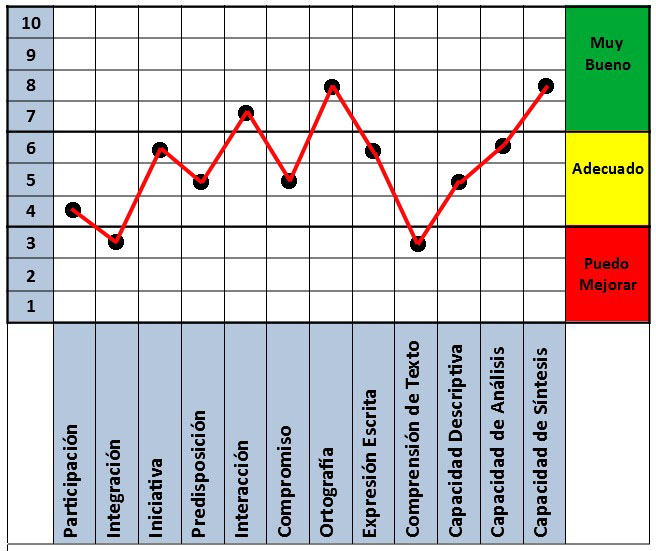 10
9
8
7
6
5
4
3
2
1
Muy
Bueno
Adecuado
Puedo
Mejorar
Participación
Integración
Iniciativa
Predisposición
Interacción
Compromiso
Ortografía
Expresión Escrita
Comprensión de Texto
Capacidad Descriptiva
Capacidad de Análisis
Capacidad de Síntesis